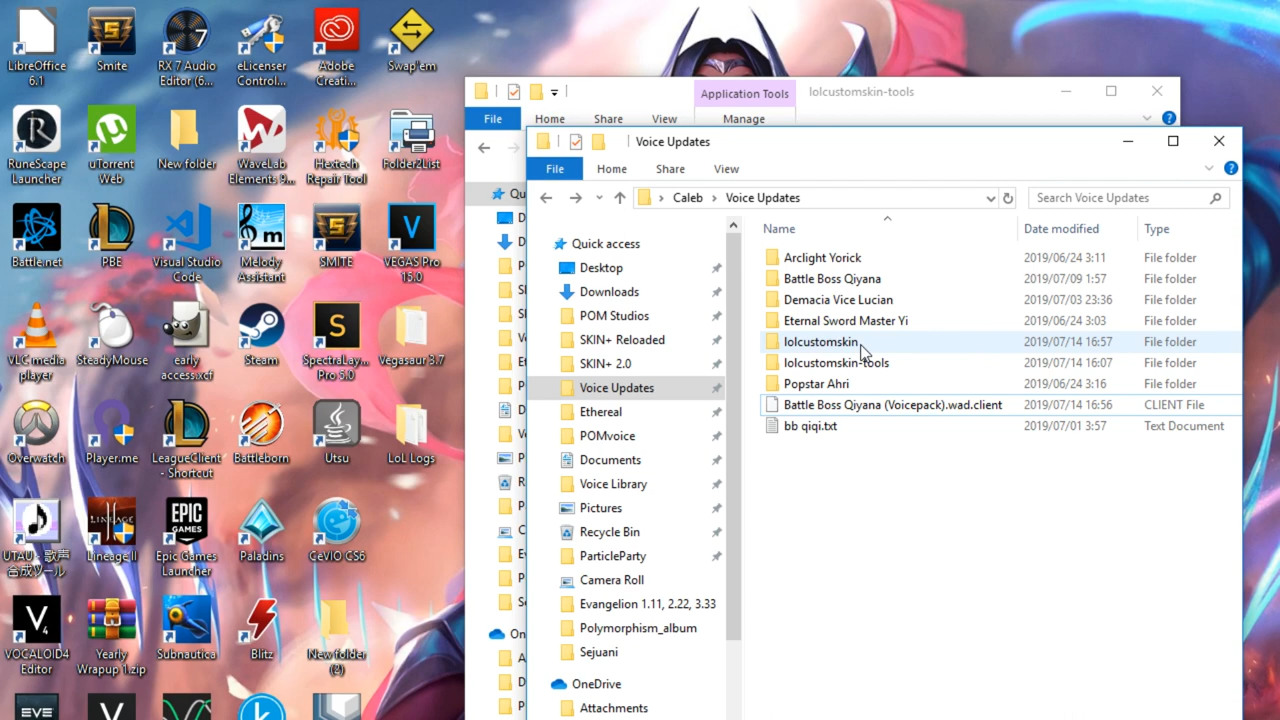 LibreOffice
6.1
Smite
RX 7 Audio
Editor (6...
eLicenser
Control...
Adobe
Creati...
Swap'em
RuneScape
Launcher
uTorrent
Web
New folder
WaveLab
Elements 9...
Hextech
Repair Tool
Folder2List
Battle.net
PBE
Visual Studio
Code
Melody
Assistant
SMITE
VEGAS Pro
15.0
VLC media
player
SteadyMouse
early
access.xcf
Steam
SpectraLay...
Pro 5.0
Vegasaur 3.7
Overwatch
Player.me
LeagueClient
- Shortcut
Battleborn
Utsu
LoL Logs
UTAU - 歌声
合成ツール
Lineage II
Epic Games
Launcher
Paladins
CeVIO CS6
VOCALOID4
Editor
Yearly
Wrapup 1.zip
Subnautica
Blitz
New folder
(3)
EVE
Application Tools
lolcustomskin-tools
File
Home
Share
View
Manage
Voice Updates
File
Home
Share
View
Caleb
Voice Updates
Search Voice Updates
Quick access
Desktop
Downloads
POM Studios
SKIN+ Reloaded
SKIN+ 2.0
Voice Updates
Ethereal
POMvoice
Documents
Voice Library
Pictures
Recycle Bin
ParticleParty
Camera Roll
Evangelion 1.11, 2.22, 3.33
Polymorphism_album
Sejuani
OneDrive
Attachments
Name
Date modified
Type
Arclight Yorick
2019/06/24 3:11
File folder
Battle Boss Qiyana
2019/07/09 1:57
File folder
Demacia Vice Lucian
2019/07/03 23:36
File folder
Eternal Sword Master Yi
2019/06/24 3:03
File folder
lolcustomskin
2019/07/14 16:57
File folder
lolcustomskin-tools
2019/07/14 16:07
File folder
Popstar Ahri
2019/06/24 3:16
File folder
Battle Boss Qiyana (Voicepack).wad.client
2019/07/14 16:56
CLIENT File
bb qiqi.txt
2019/07/01 3:57
Text Document